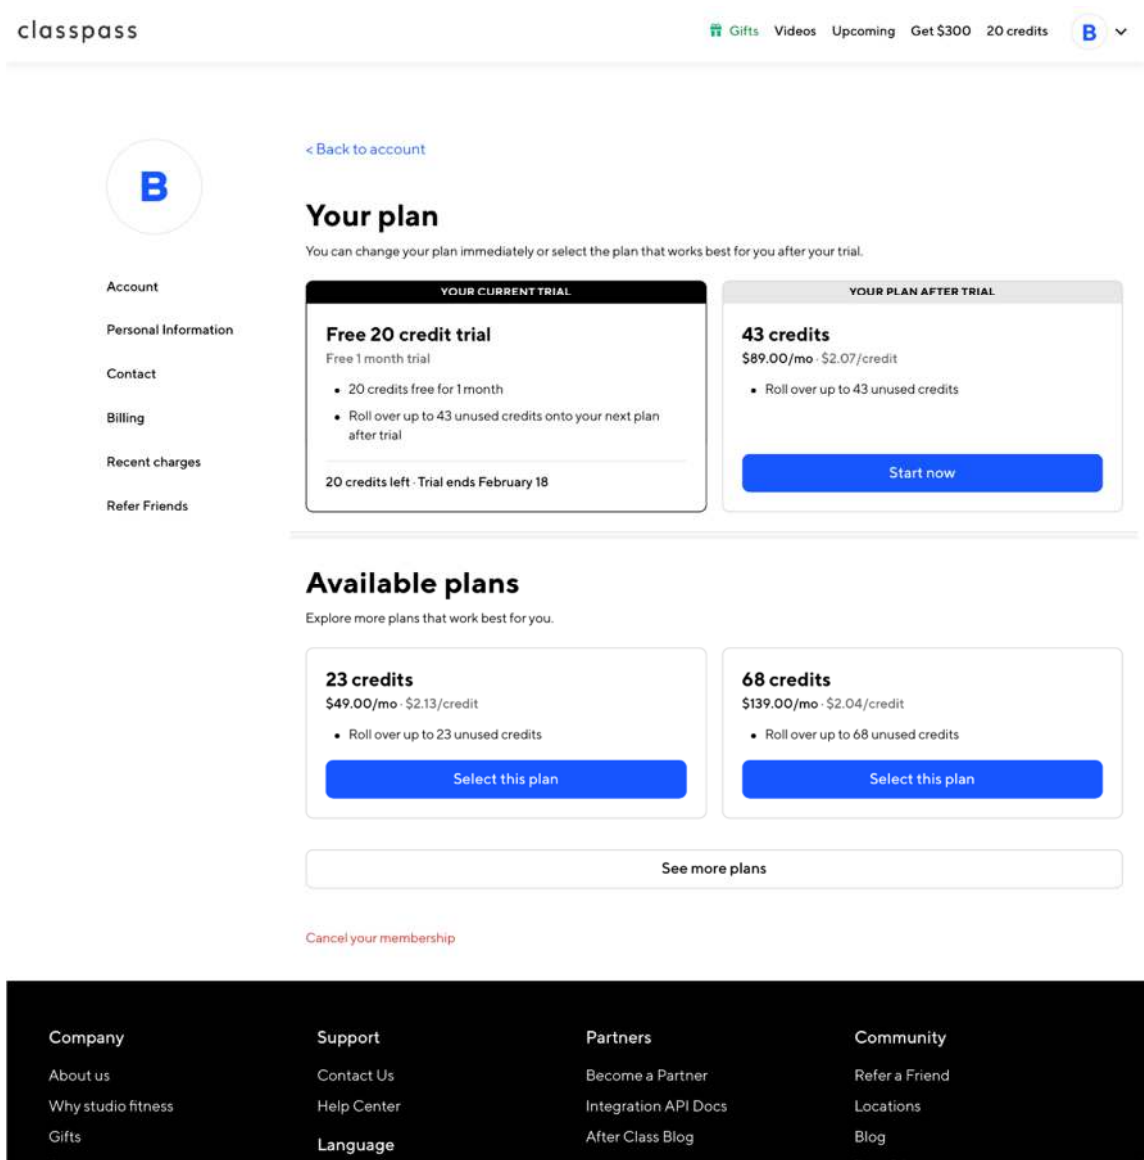 classpass
Gifts Videos Upcoming Get $300 20 credits B
B
Account
Personal Information
Contact
Billing
Recent charges
Refer Friends
< Back to account
Your plan
You can change your plan immediately or select the plan that works best for you after your trial.
YOUR CURRENT TRIAL
Free 20 credit trial
Free 1 month trial
• 20 credits free for 1 month
• Roll over up to 43 unused credits onto your next plan
after trial
20 credits left · Trial ends February 18
YOUR PLAN AFTER TRIAL
43 credits
$89.00/mo · $2.07/credit
• Roll over up to 43 unused credits
Start now
Available plans
Explore more plans that work best for you.
23 credits
$49.00/mo · $2.13/credit
• Roll over up to 23 unused credits
Select this plan
68 credits
$139.00/mo · $2.04/credit
• Roll over up to 68 unused credits
Select this plan
See more plans
Cancel your membership
Company
About us
Why studio fitness
Gifts
Support
Contact Us
Help Center
Language
Partners
Become a Partner
Integration API Docs
After Class Blog
Community
Refer a Friend
Locations
Blog